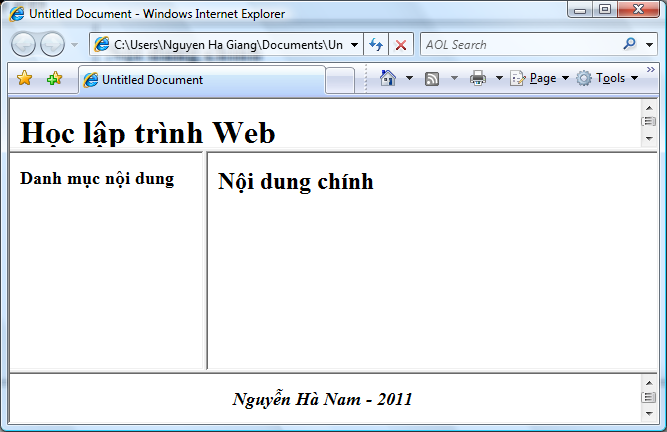 Untitled Document - Windows Internet Explorer
C:\Users\Nguyen Ha Giang\Documents\Un
AOL Search
Untitled Document
Page
Tools
»
Học lập trình Web
Danh mục nội dung
Nội dung chính
Nguyễn Hà Nam - 2011